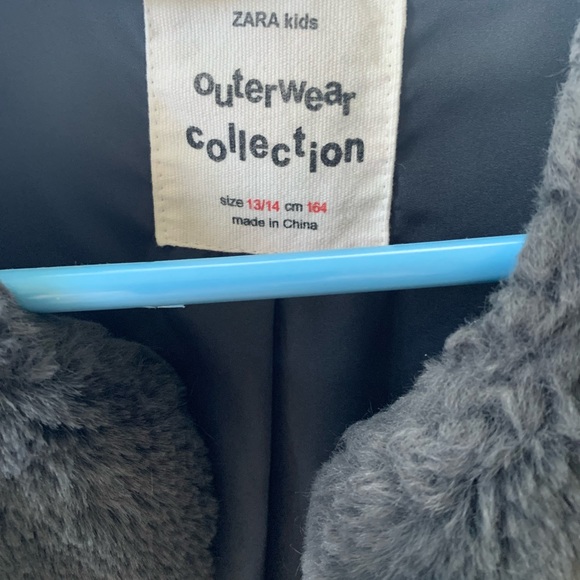 ZARA kids
outerwear
collection
size 13/14 cm 164
made in China